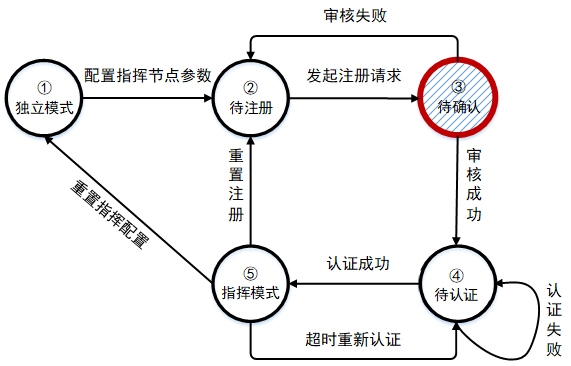 审核失败
①
独立模式
配置指挥节点参数
②
待注册
发起注册请求
③
待确认
重置注册
审核成功
重置指挥配置
⑤
指挥模式
认证成功
④
待认证
认证失败
超时重新认证